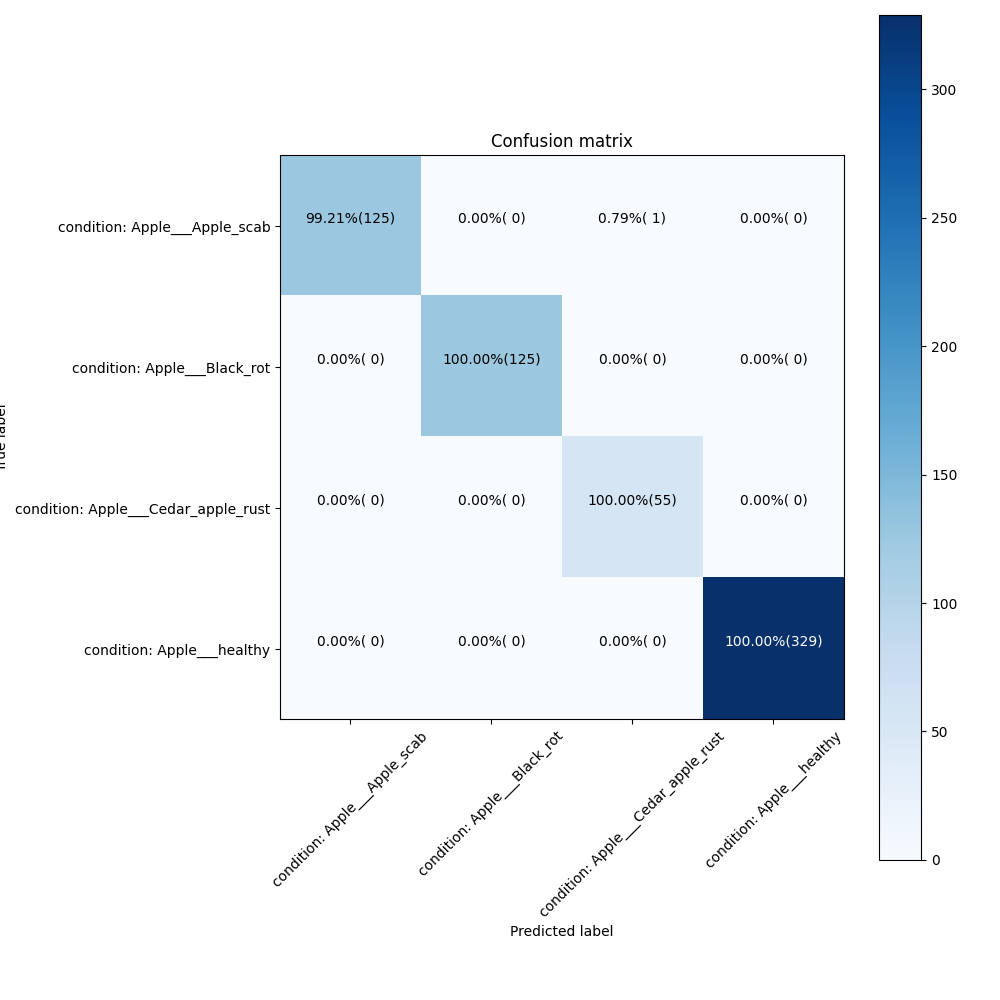 Confusion matrix
condition: Apple___Apple_scab
99.21%(125)
0.00%( 0)
0.79%( 1)
0.00%( 0)
condition: Apple___Black_rot
0.00%( 0)
100.00%(125)
0.00%( 0)
0.00%( 0)
condition: Apple___Cedar_apple_rust
0.00%( 0)
0.00%( 0)
100.00%(55)
0.00%( 0)
condition: Apple___healthy
0.00%( 0)
0.00%( 0)
0.00%( 0)
100.00%(329)
condition: Apple___Apple_scab
condition: Apple___Black_rot
condition: Apple___Cedar_apple_rust
condition: Apple___healthy
Predicted label
300
250
200
150
100
50
0